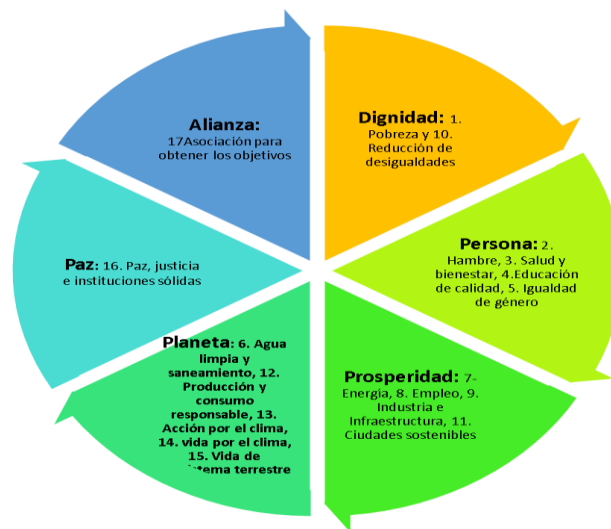 Dignidad: 1.
Pobreza y 10.
Reducción de
desigualdades
Persona: 2.
Hambre, 3. Salud y
bienestar, 4.Educación
de calidad, 5. Igualdad
de género
Prosperidad: 7-
Energía, 8. Empleo, 9.
Industria e
Infraestructura, 11.
Ciudades sostenibles
Planeta: 6. Agua
limpia y
saneamiento, 12.
Producción y
consumo
responsable, 13.
Acción por el clima,
14. vida por el clima,
15. Vida de
terrestre
Paz: 16. Paz, justicia
e instituciones sólidas
Alianza:
17Asociación para
obtener los objetivos